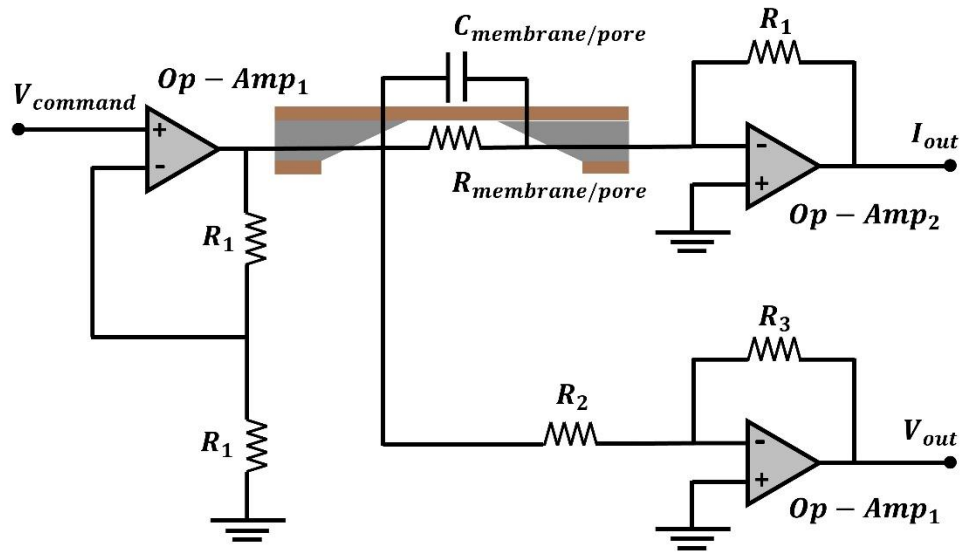 C_membrane/pore
R_1
Op − Amp_1
V_command
+
-
R_membrane/pore
-
+
I_out
Op − Amp_2
R_1
R_3
R_2
R_1
-
+
V_out
Op − Amp_1